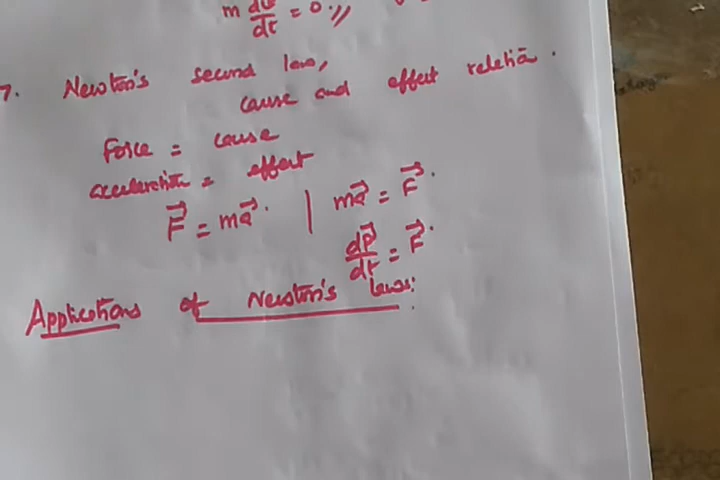 m dv/dt = 0.//
7. Newton's second law,
cause and effect relation.
Force = cause
acceleration = effect
F⃗ = ma⃗. | ma⃗ = F⃗.
dP⃗/dt = F⃗.
Applications of Newton's laws: